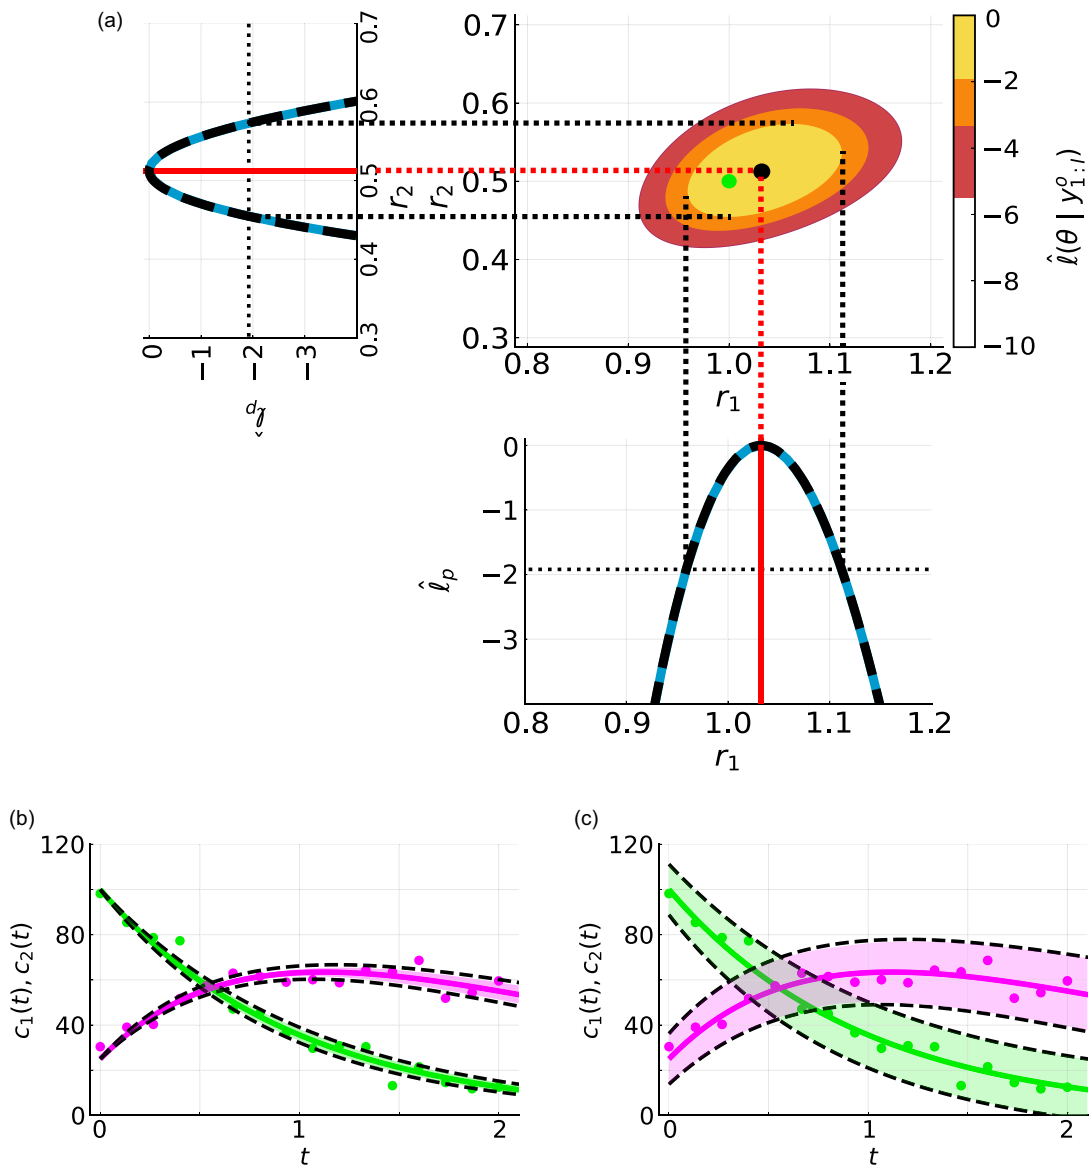 (a)
0.7
0.6
0.5
0.4
0.3
r₂
0
−1
−2
−3
ℓ̂ₚ
0.7
0.6
0.5
0.4
0.3
r₂
0.8 0.9 1.0 1.1 1.2
r₁
0
−2
−4
−6
−8
−10
ℓ̂(θ | y°₁:I)
0
−1
−2
−3
ℓ̂ₚ
0.8 0.9 1.0 1.1 1.2
r₁
(b)
120
80
40
0
c₁(t), c₂(t)
0 1 2
t
(c)
120
80
40
0
c₁(t), c₂(t)
0 1 2
t